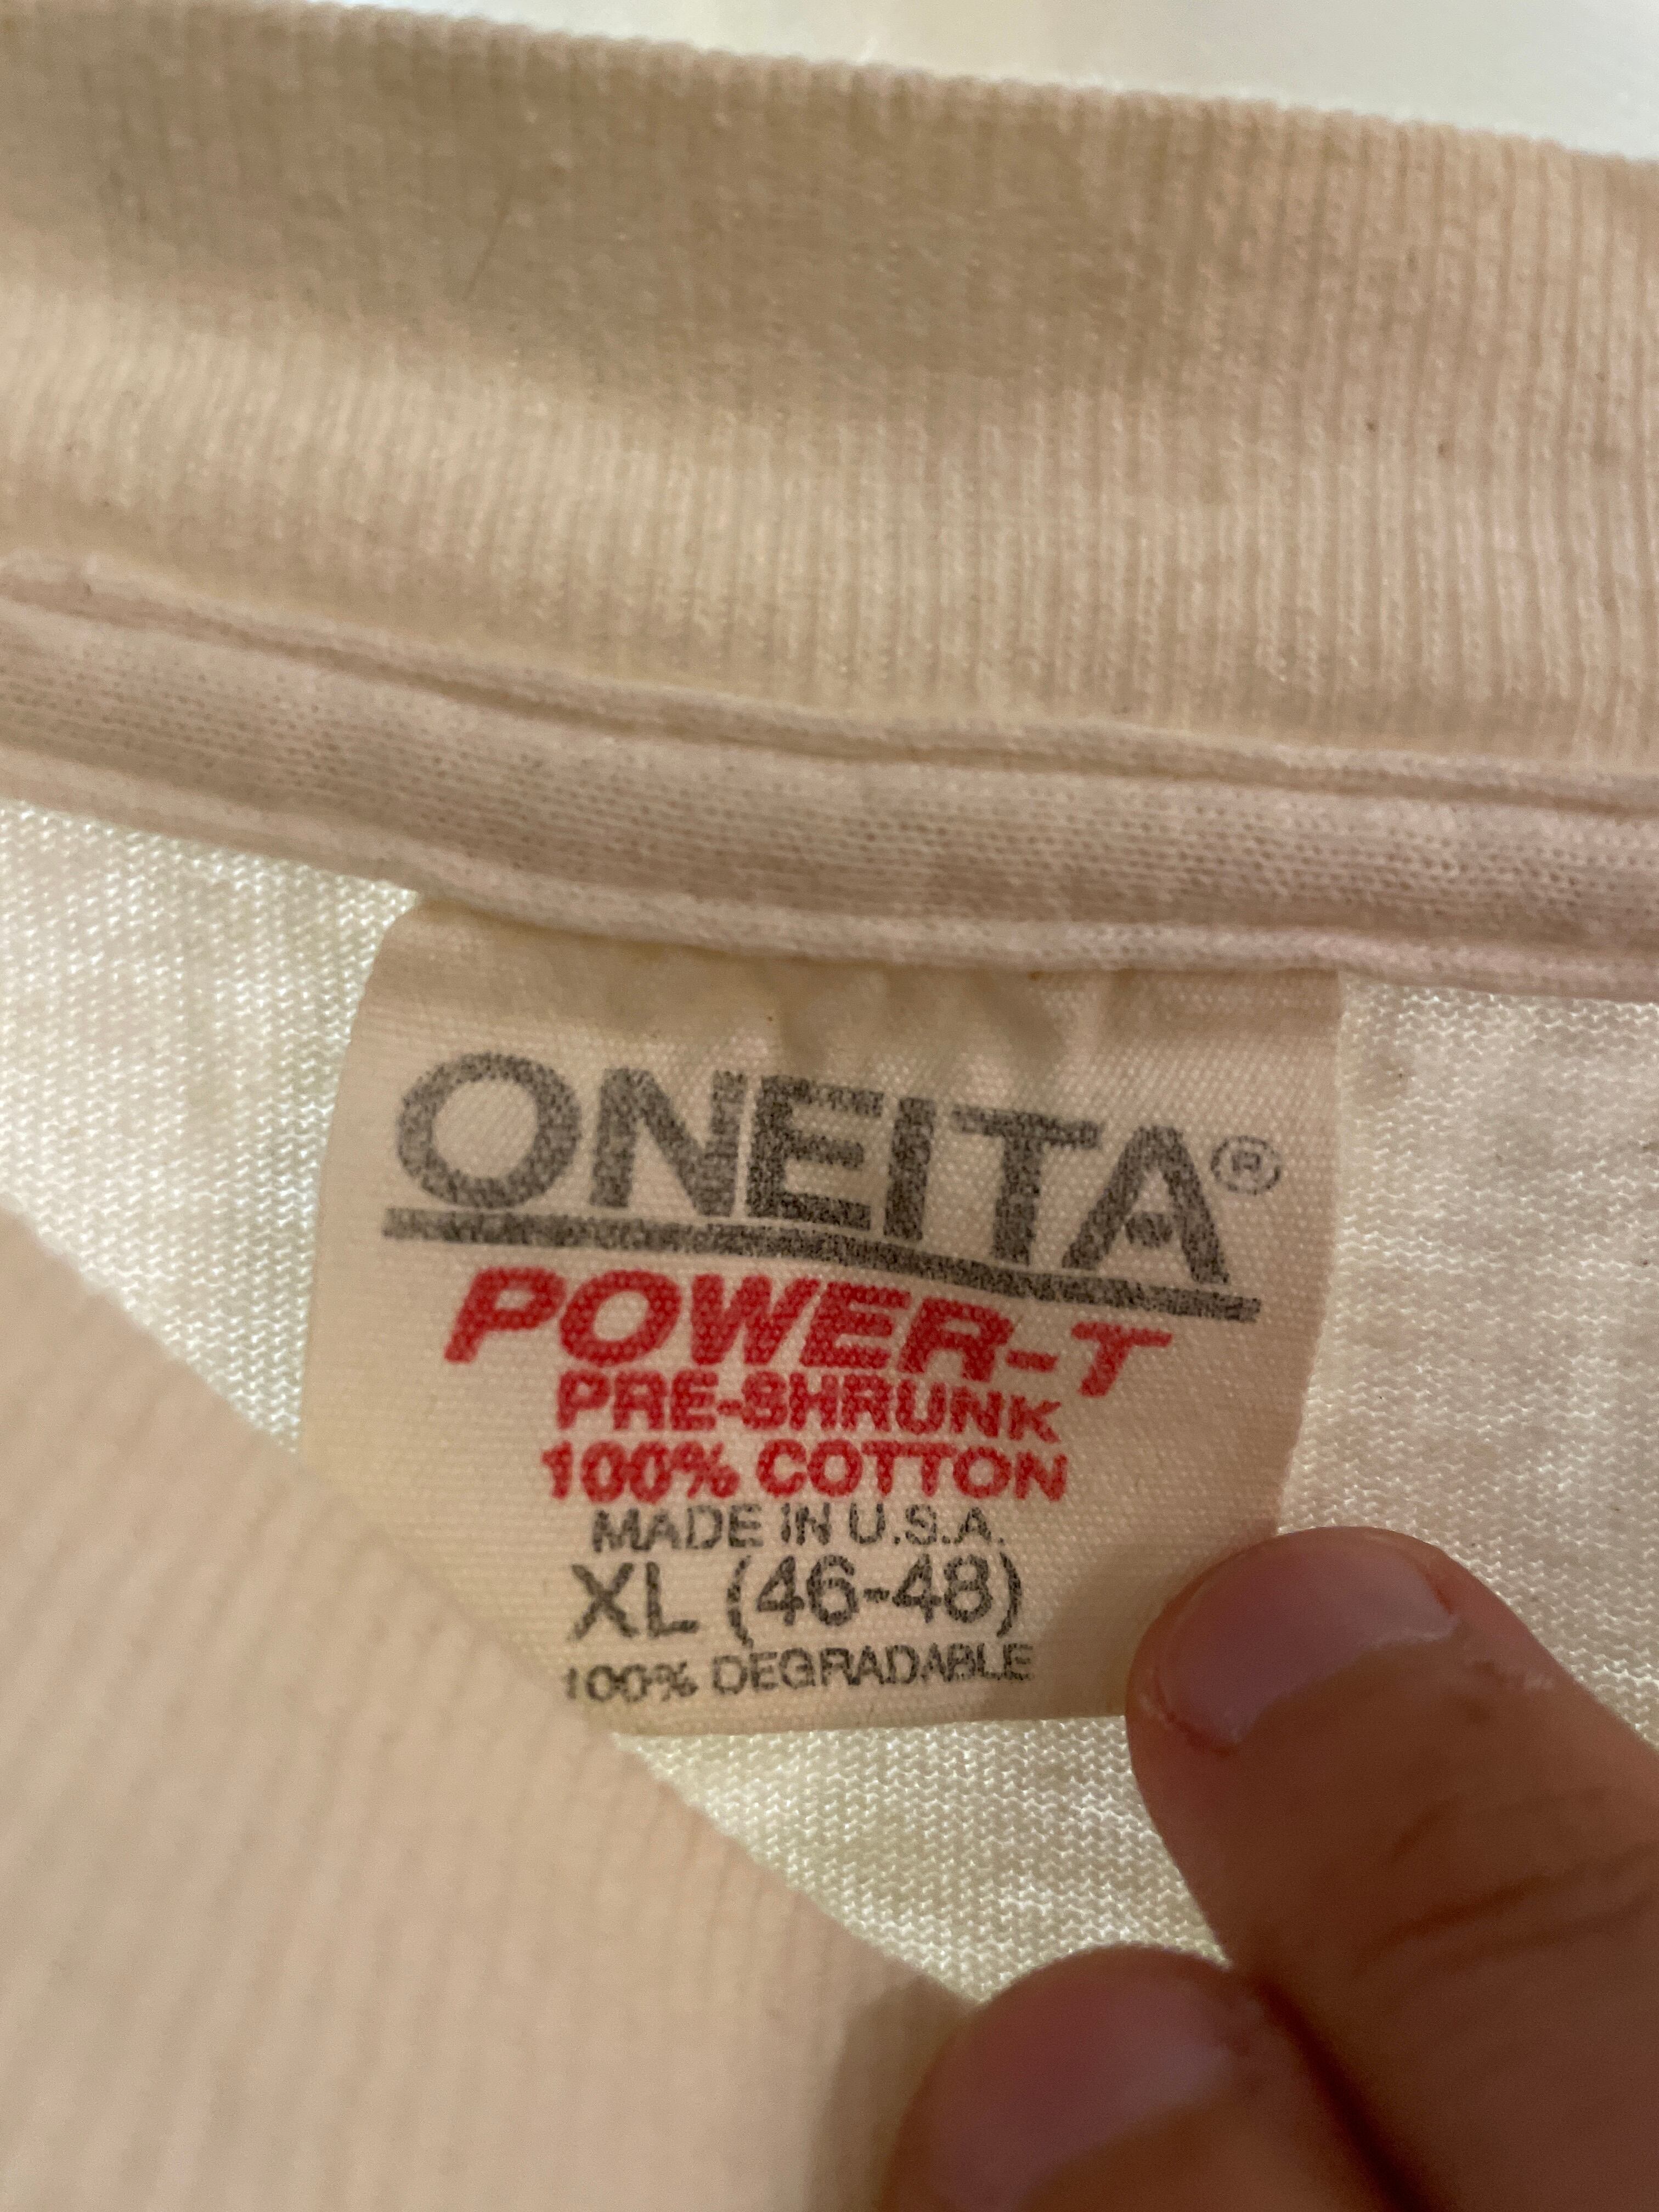 ONEITA®
POWER-T
PRE-SHRUNK
100% COTTON
MADE IN U.S.A.
XL (46-48)
100% DEGRADABLE